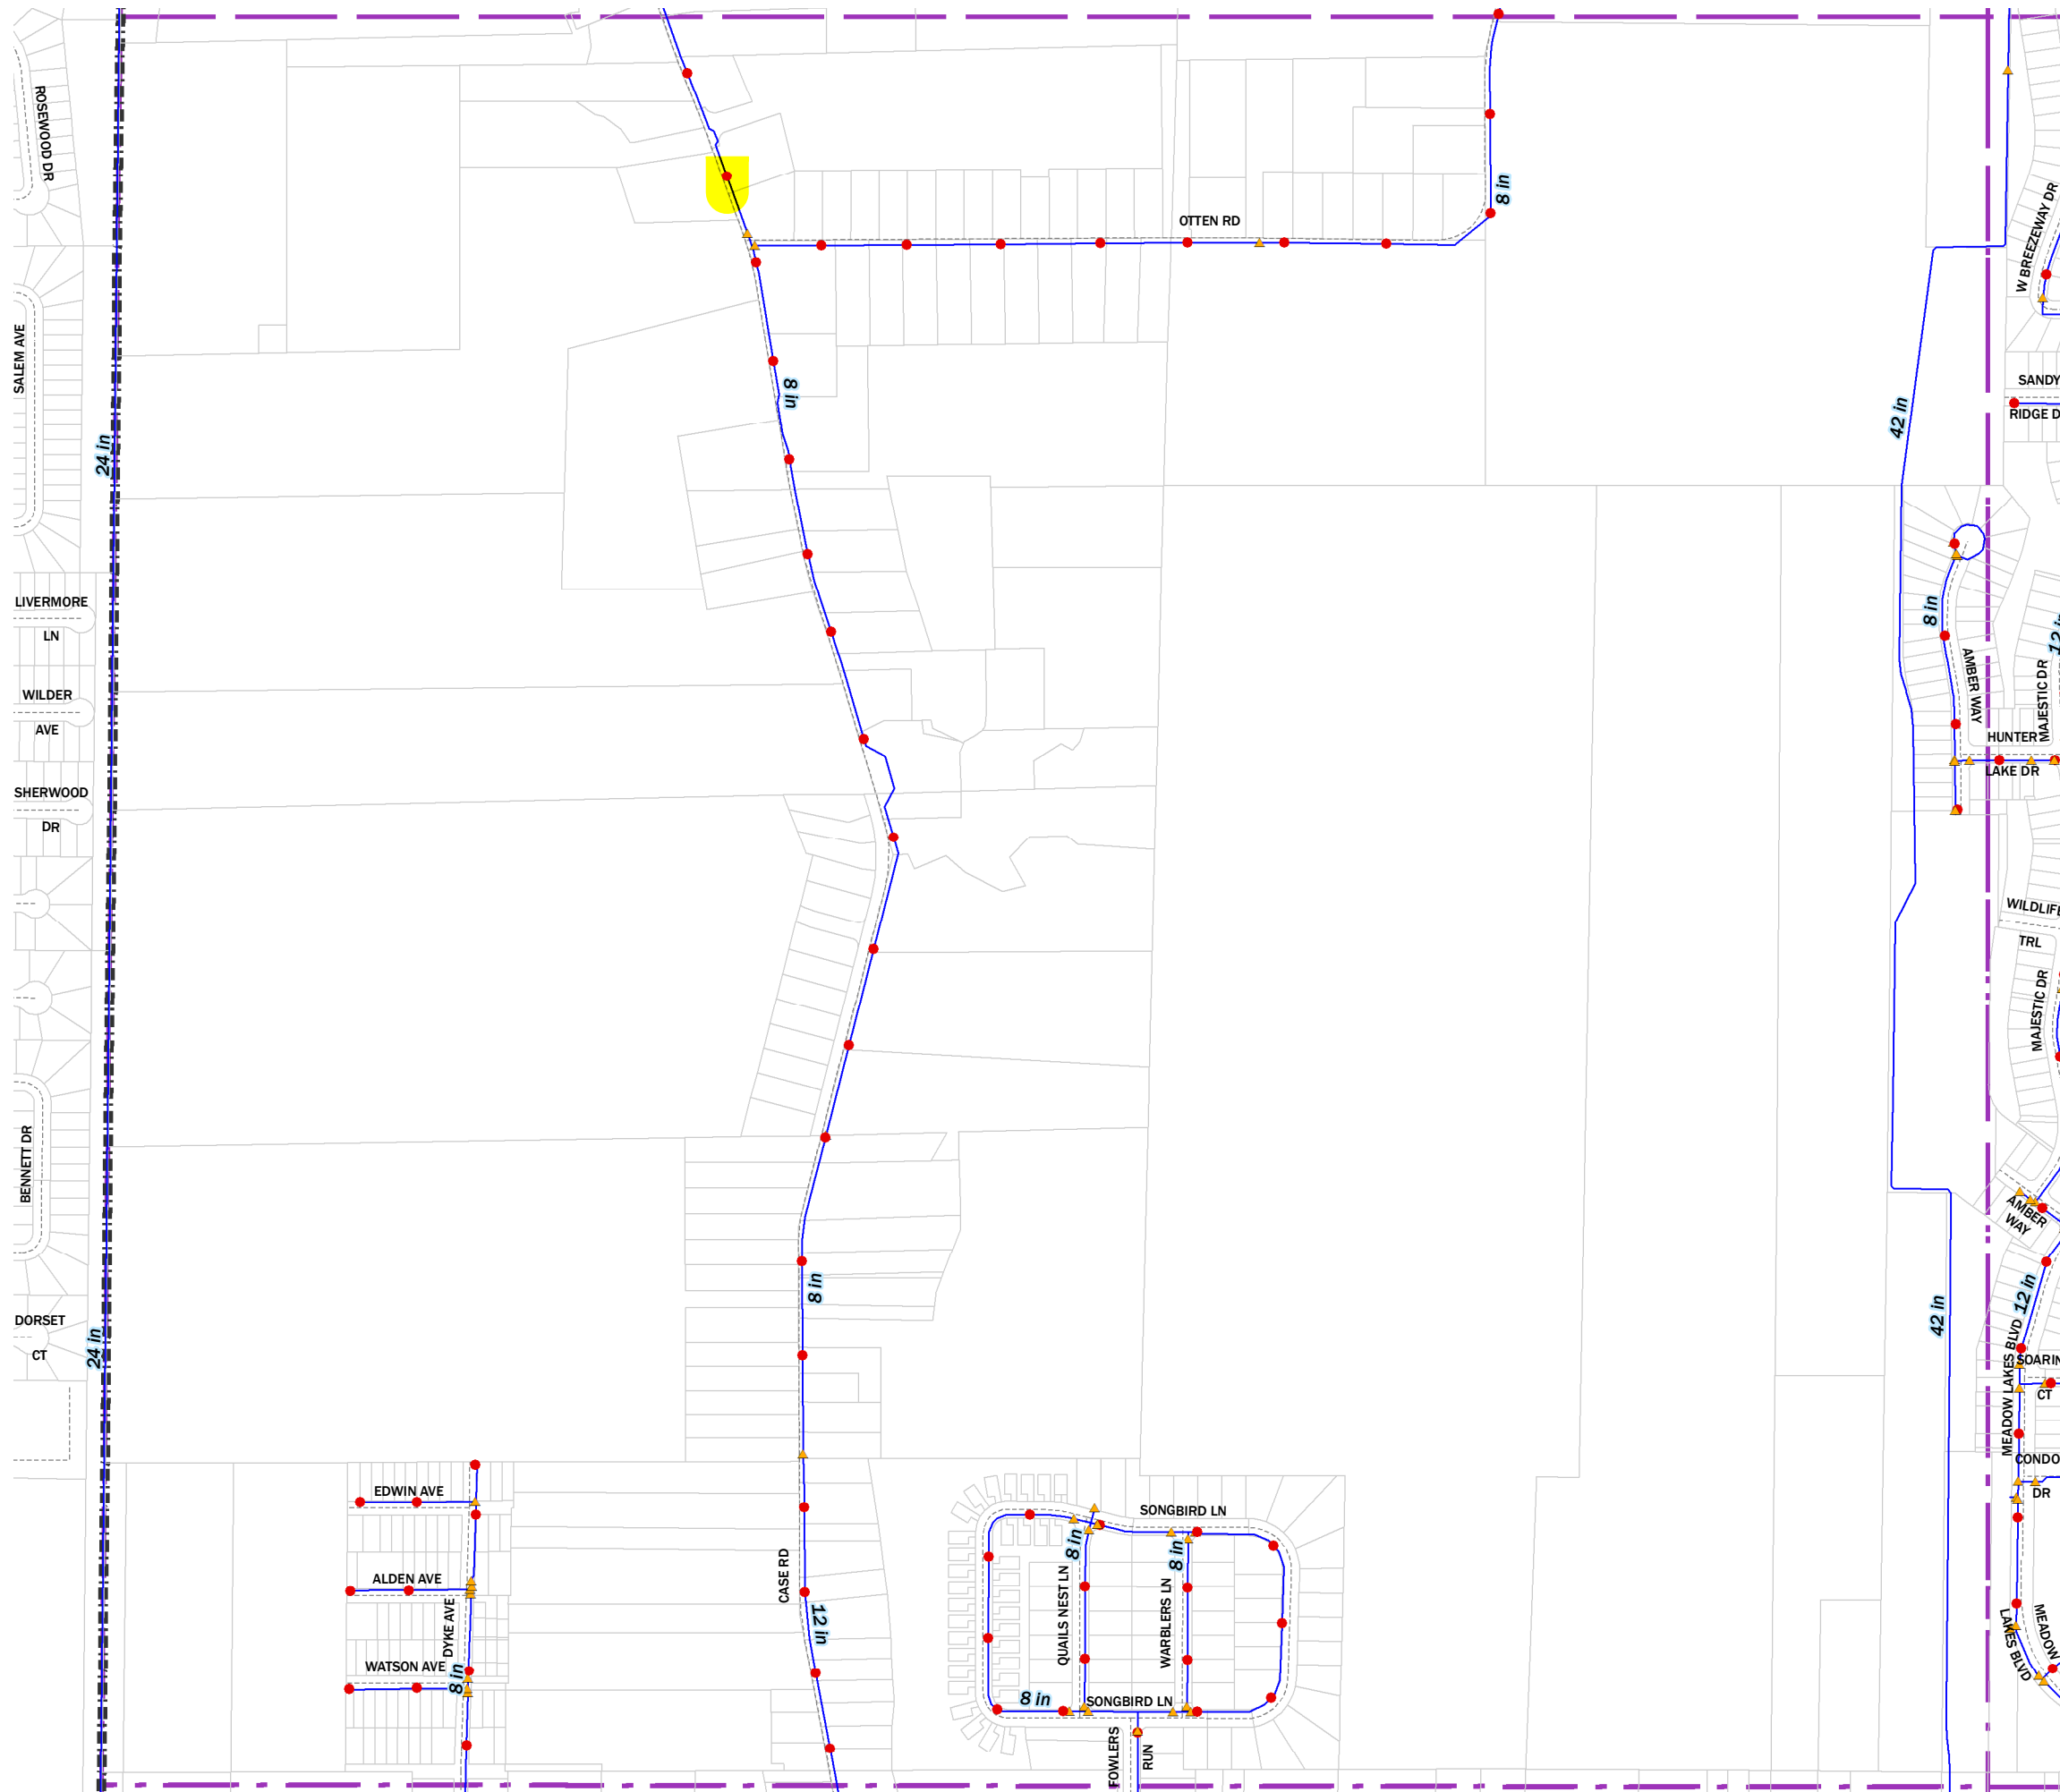 ROSEWOOD DR
8 in
W BREEZEWAY DR
OTTEN RD
SALEM AVE
8 in
SANDY
RIDGE D
42 in
24 in
LIVERMORE
LN
8 in
12 in
AMBER WAY
MAJESTIC DR
WILDER
AVE
HUNTER
LAKE DR
SHERWOOD
DR
WILDLIFE
TRL
MAJESTIC DR
BENNETT DR
AMBER
WAY
8 in
12 in
42 in
DORSET
CT
24 in
MEADOW LAKES BLVD
SOARIN
CT
CONDO
DR
EDWIN AVE
SONGBIRD LN
8 in
8 in
ALDEN AVE
CASE RD
DYKE AVE
12 in
QUAILS NEST LN
WARBLERS LN
MEADOW
LAKES BLVD
WATSON AVE
8 in
8 in
SONGBIRD LN
FOWLERS
RUN